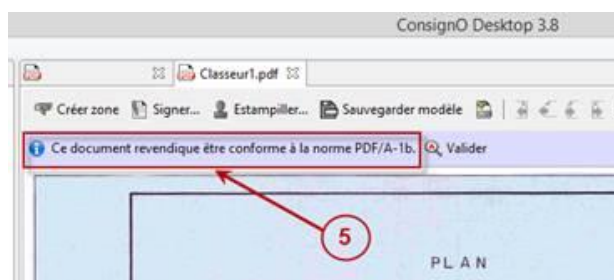 ConsignO Desktop 3.8
Classeur1.pdf
Créer zone Signer... Estampiller... Sauvegarder modèle
Ce document revendique être conforme à la norme PDF/A-1b. Valider
5
PLAN